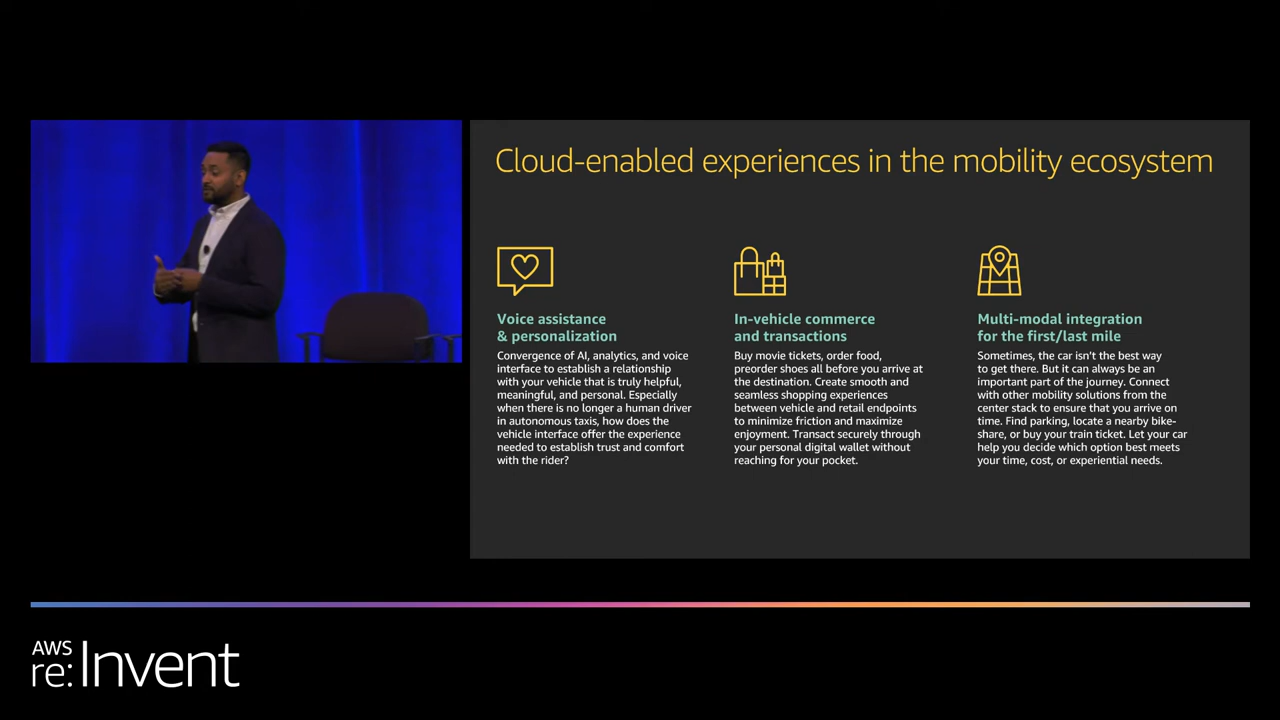 Cloud-enabled experiences in the mobility ecosystem
Voice assistance
& personalization
Convergence of AI, analytics, and voice
interface to establish a relationship
with your vehicle that is truly helpful,
meaningful, and personal. Especially
when there is no longer a human driver
in autonomous taxis, how does the
vehicle interface offer the experience
needed to establish trust and comfort
with the rider?
In-vehicle commerce
and transactions
Buy movie tickets, order food,
preorder shoes all before you arrive at
the destination. Create smooth and
seamless shopping experiences
between vehicle and retail endpoints
to minimize friction and maximize
enjoyment. Transact securely through
your personal digital wallet without
reaching for your pocket.
Multi-modal integration
for the first/last mile
Sometimes, the car isn't the best way
to get there. But it can always be an
important part of the journey. Connect
with other mobility solutions from the
center stack to ensure that you arrive on
time. Find parking, locate a nearby bike-
share, or buy your train ticket. Let your car
help you decide which option best meets
your time, cost, or experiential needs.
AWS
re:Invent